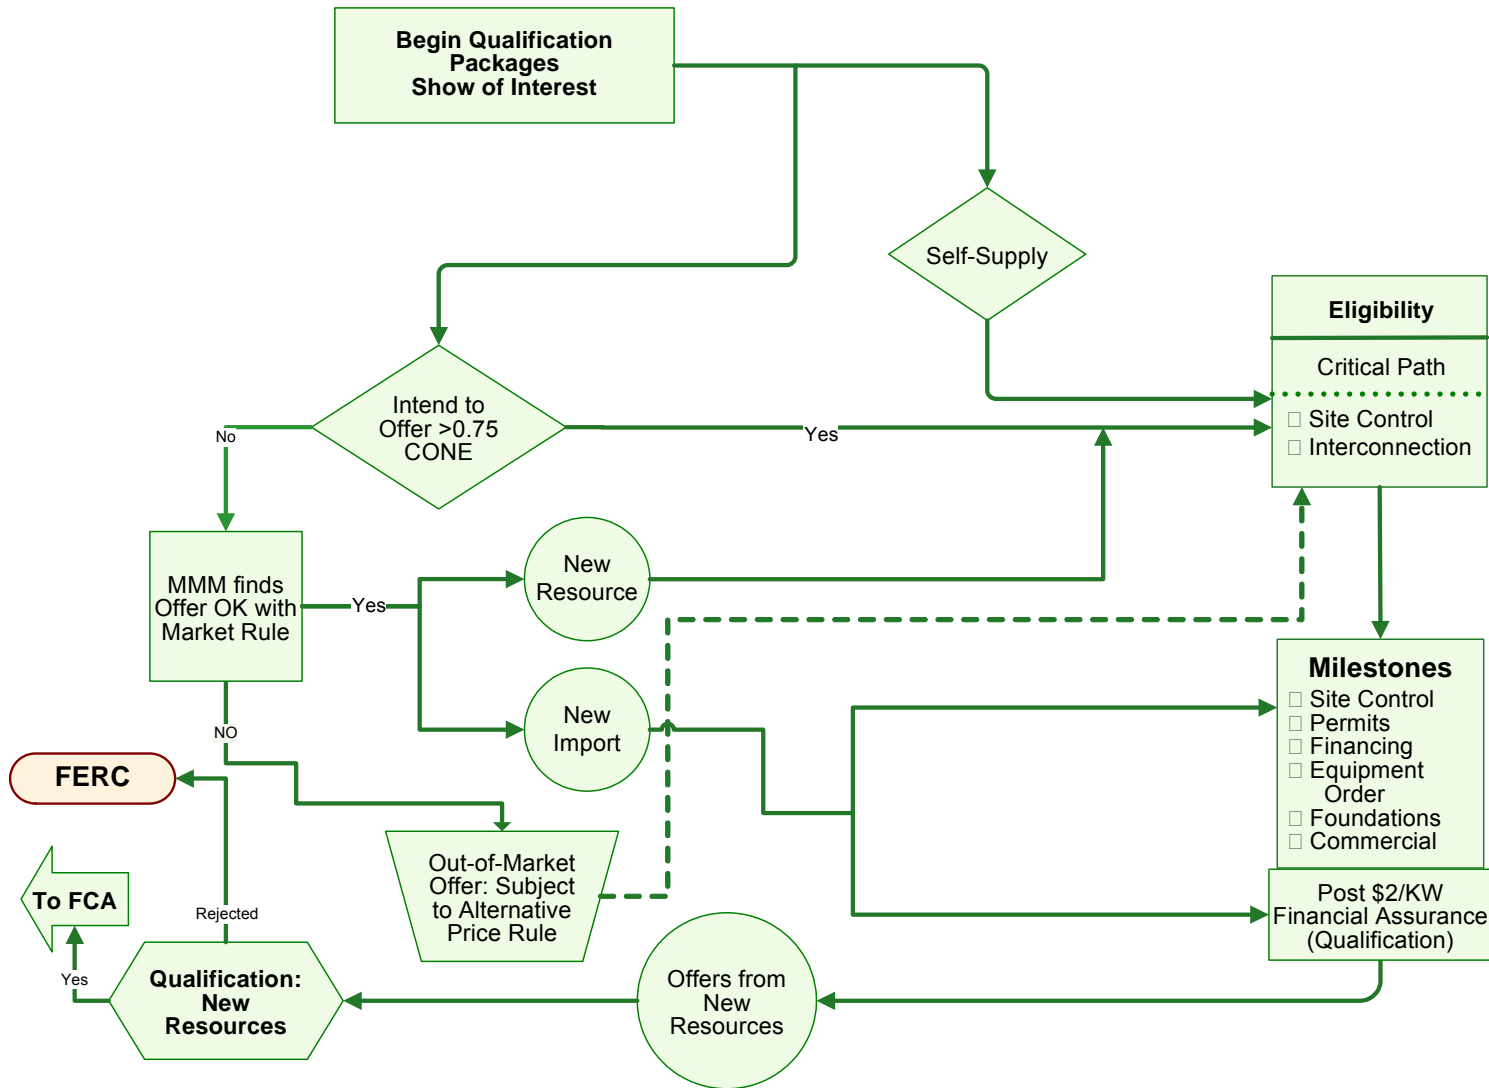 Begin Qualification
Packages
Show of Interest
Self-Supply
Eligibility
Critical Path
Site Control
Interconnection
Intend to
Offer >0.75
CONE
No
Yes
MMM finds
Offer OK with
Market Rule
Yes
New
Resource
New
Import
NO
Milestones
Site Control
Permits
Financing
Equipment
Order
Foundations
Commercial
FERC
Out-of-Market
Offer: Subject
to Alternative
Price Rule
Post $2/KW
Financial Assurance
(Qualification)
To FCA
Rejected
Yes
Qualification:
New
Resources
Offers from
New
Resources